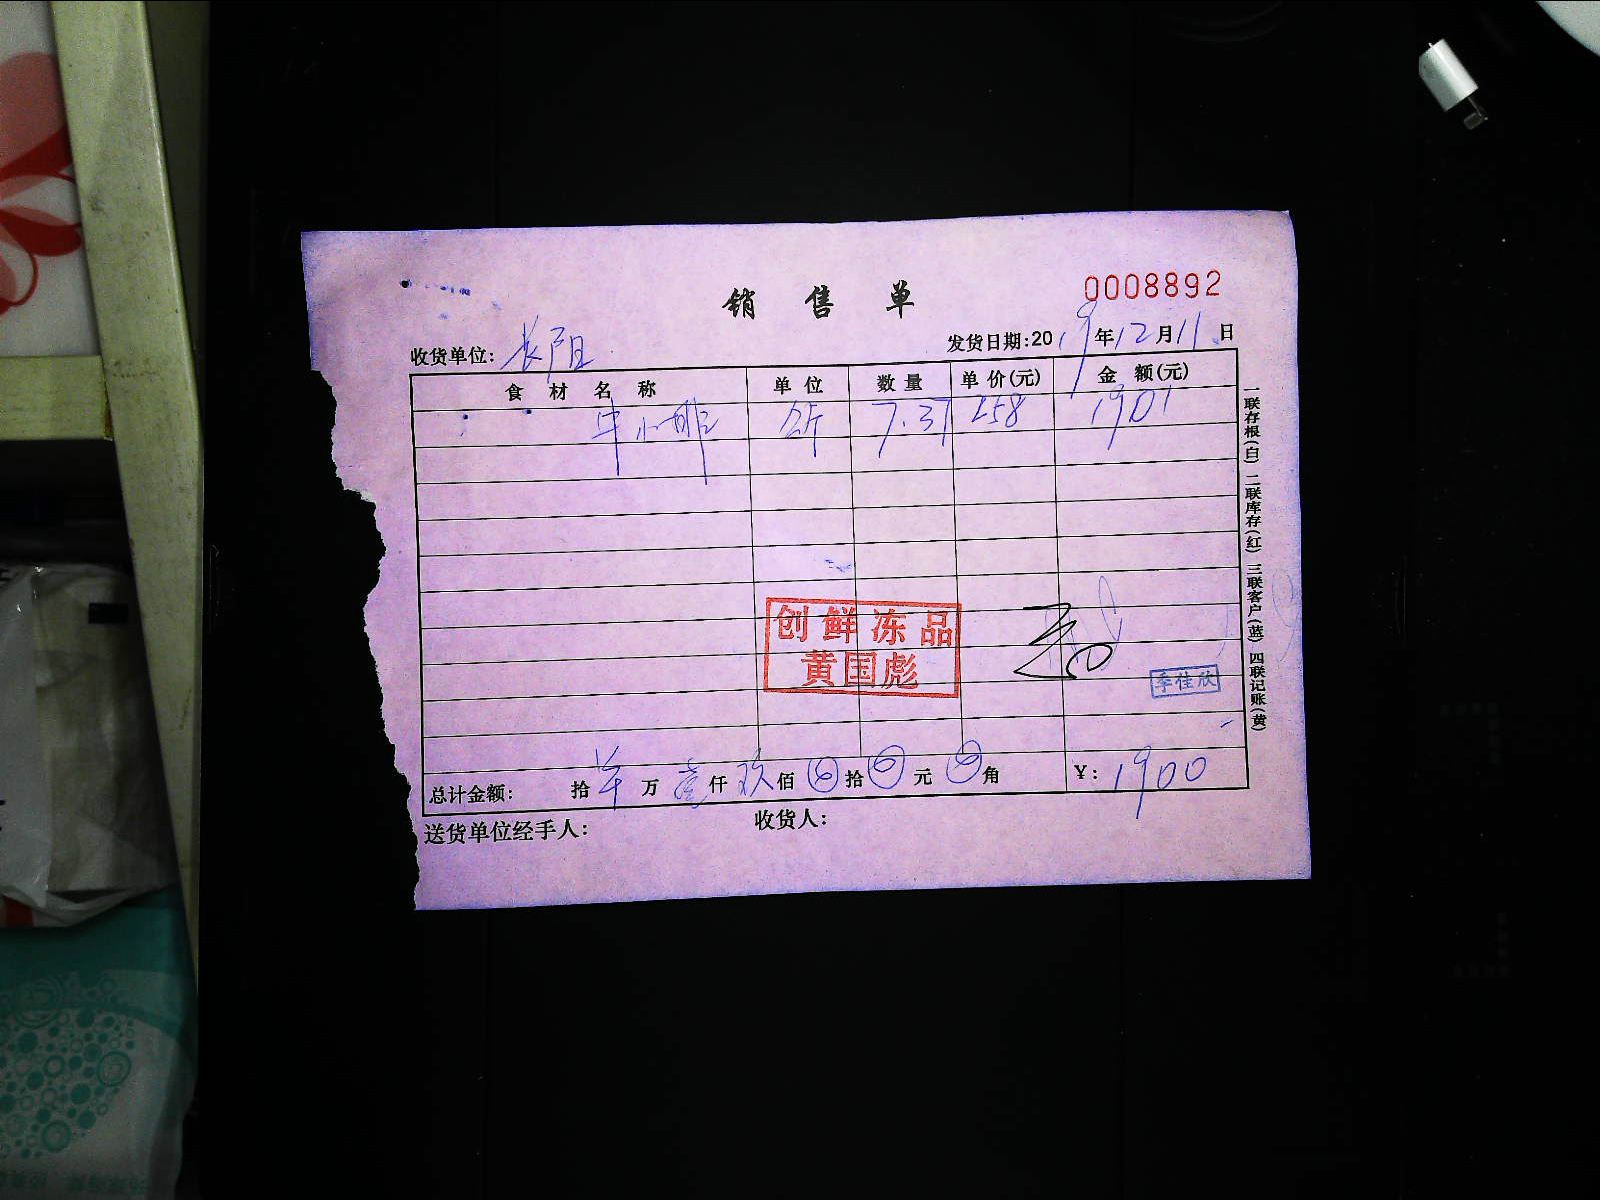 销售单
0008892
收货单位: 长阳
发货日期:2019年12月11日
食材名称 单位 数量 单价(元) 金额(元)
牛小排 斤 7.37 258 1901
创鲜冻品
黄国彪
季佳欣
总计金额: 拾 万 壹仟玖佰 拾 元 角 ¥: 1900
送货单位经手人: 收货人:
一联存根(白) 二联库存(红) 三联客户(蓝) 四联记账(黄)